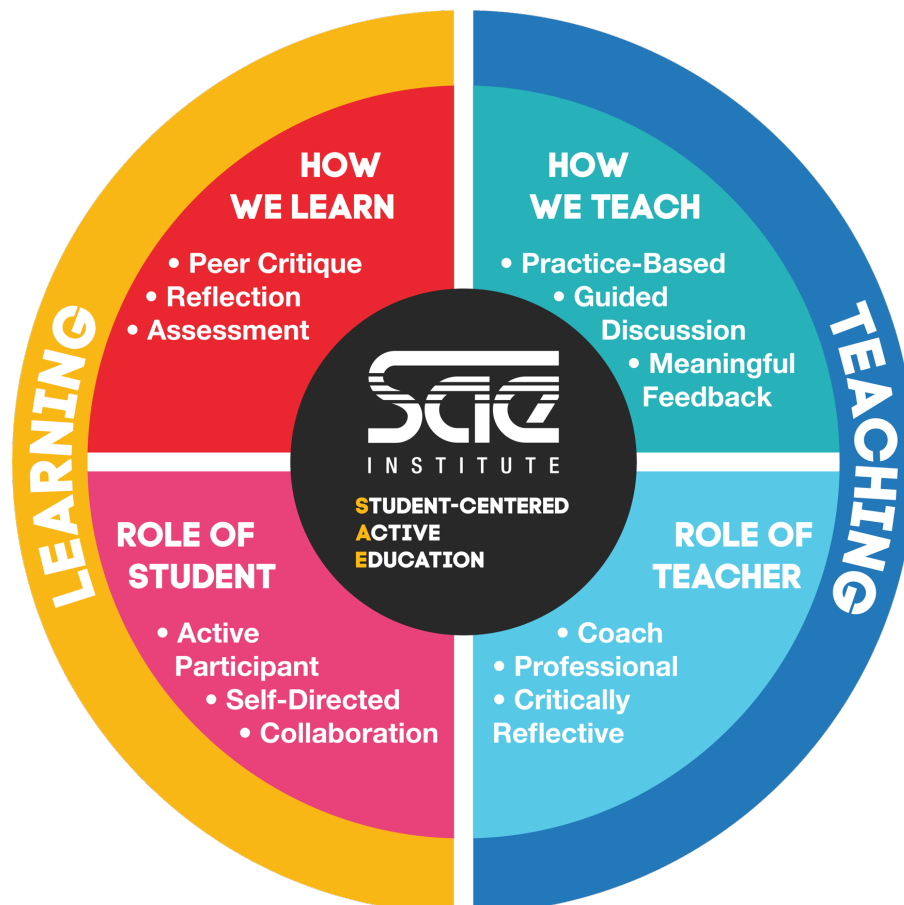 LEARNING
HOW
WE LEARN
• Peer Critique
• Reflection
• Assessment
HOW
WE TEACH
• Practice-Based
• Guided
Discussion
• Meaningful
Feedback
TEACHING
sae
INSTITUTE
STUDENT-CENTERED
ACTIVE
EDUCATION
ROLE OF
STUDENT
• Active
Participant
• Self-Directed
• Collaboration
ROLE OF
TEACHER
• Coach
• Professional
• Critically
Reflective